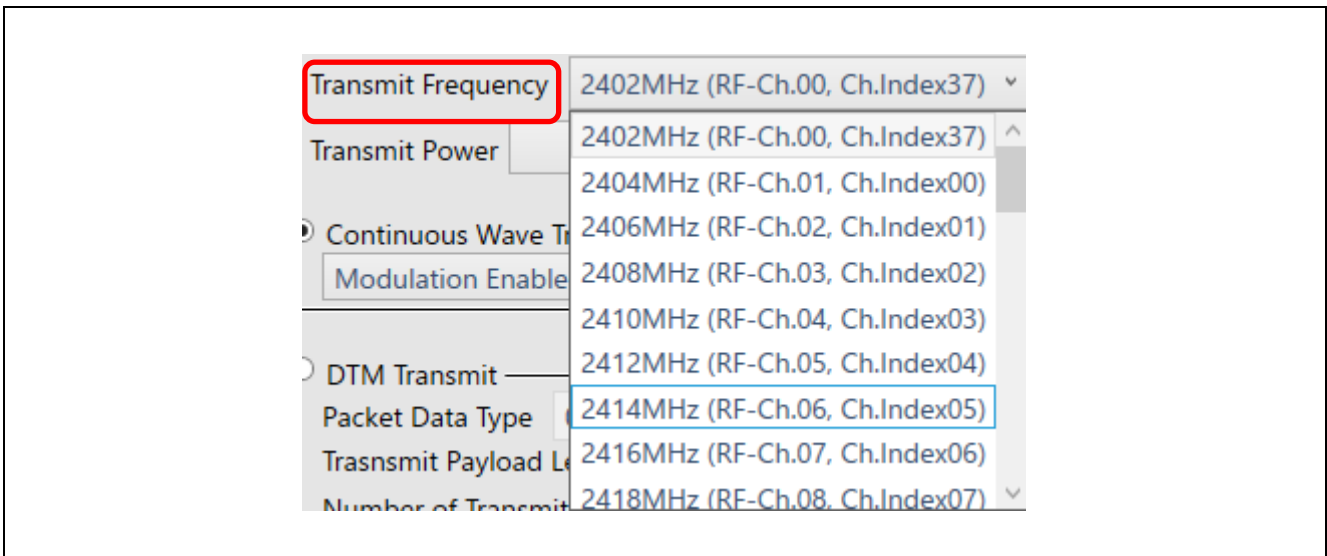 Transmit Frequency 2402MHz (RF-Ch.00, Ch.Index37)
2402MHz (RF-Ch.00, Ch.Index37)
Transmit Power
2404MHz (RF-Ch.01, Ch.Index00)
Continuous Wave 2406MHz (RF-Ch.02, Ch.Index01)
Modulation Enable 2408MHz (RF-Ch.03, Ch.Index02)
2410MHz (RF-Ch.04, Ch.Index03)
DTM Transmit 2412MHz (RF-Ch.05, Ch.Index04)
Packet Data Type 2414MHz (RF-Ch.06, Ch.Index05)
Trasnsmit Payload 2416MHz (RF-Ch.07, Ch.Index06)
Number of Transmit 2418MHz (RF-Ch.08, Ch.Index07)